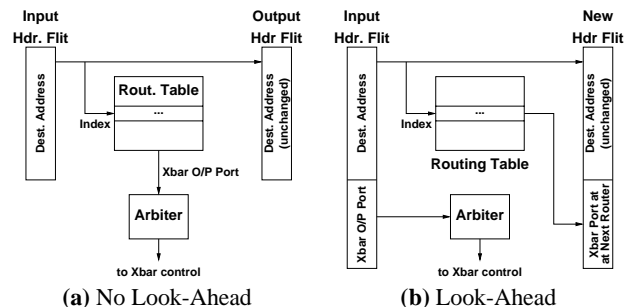 Input
Hdr. Flit
Output
Hdr Flit
Dest. Address
Rout. Table
...
Index
Dest. Address
(unchanged)
Xbar O/P Port
Arbiter
to Xbar control
(a) No Look-Ahead
Input
Hdr. Flit
New
Hdr Flit
Dest. Address
...
Index
Routing Table
Dest. Address
(unchanged)
Xbar O/P Port
Arbiter
Xbar Port
at Next Router
to Xbar control
(b) Look-Ahead